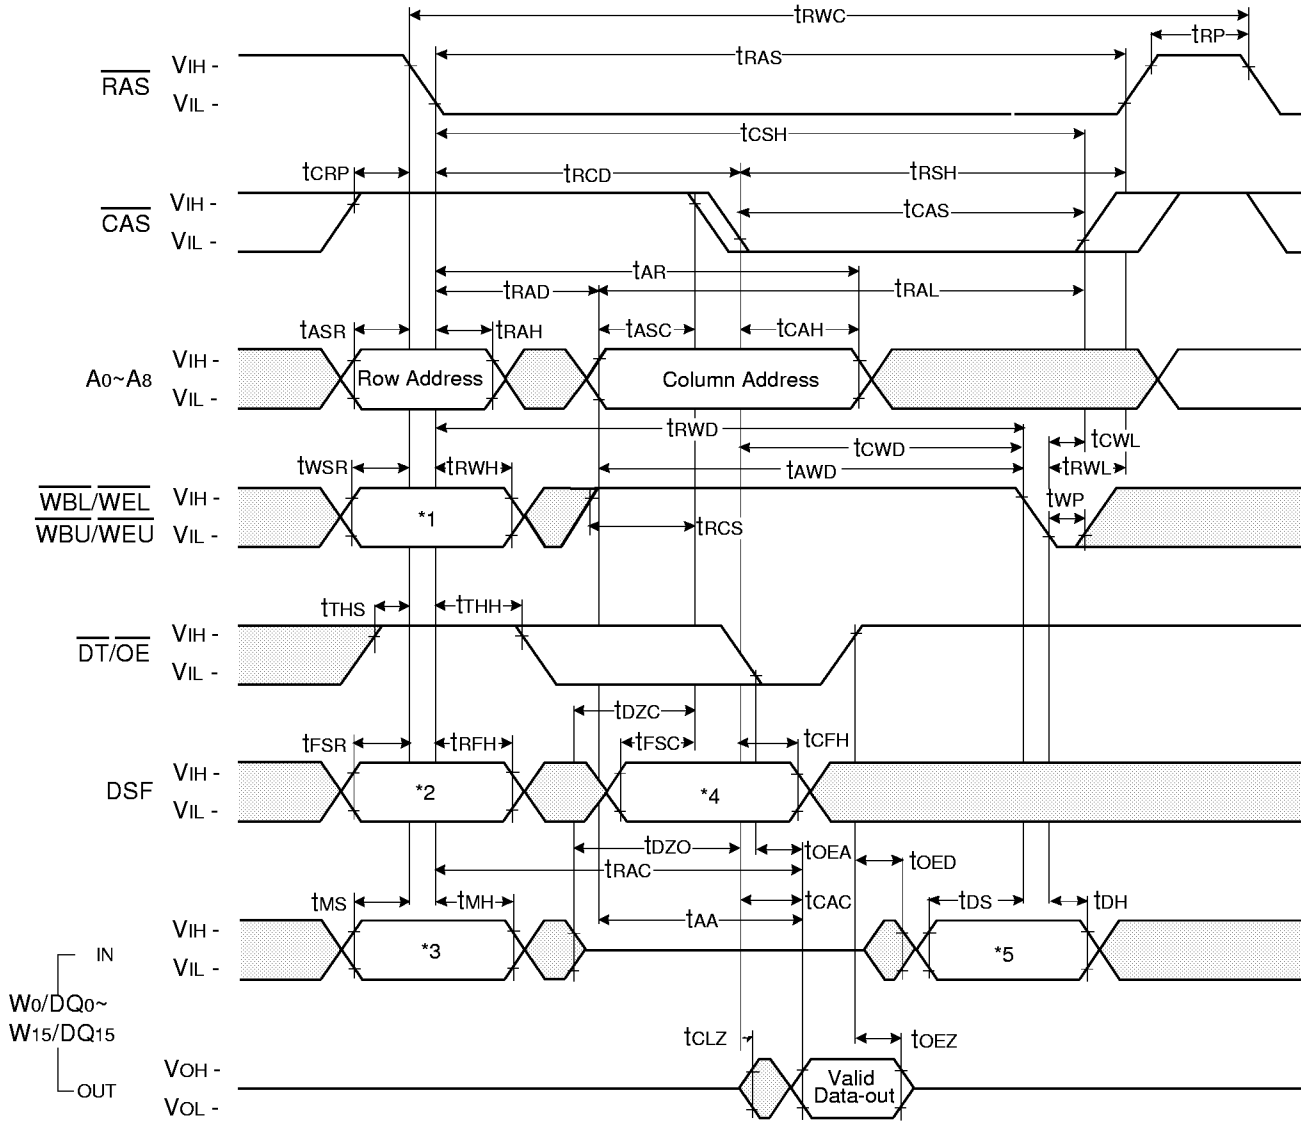 tRWC
tRP
tRAS
RAS
VIH -
VIL -
tCSH
tCRP
tRCD
tRSH
CAS
VIH -
VIL -
tCAS
tAR
tRAD
tRAL
tASR
tRAH
tASC
tCAH
A0~A8
VIH -
VIL -
Row Address
Column Address
tRWD
tCWD
tCWL
tWSR
tRWH
tAWD
tRWL
WBL/WEL
WBU/WEU
VIH -
VIL -
*1
tRCS
tWP
tTHS
tTHH
DT/OE
VIH -
VIL -
tDZC
tFSR
tRFH
tFSC
tCFH
DSF
VIH -
VIL -
*2
*4
tDZO
tOEA
tOED
tRAC
tMS
tMH
tCAC
tDS
tDH
tAA
VIH -
VIL -
*3
*5
IN
W0/DQ0~
W15/DQ15
OUT
tCLZ
tOEZ
VOH -
VOL -
Valid
Data-out